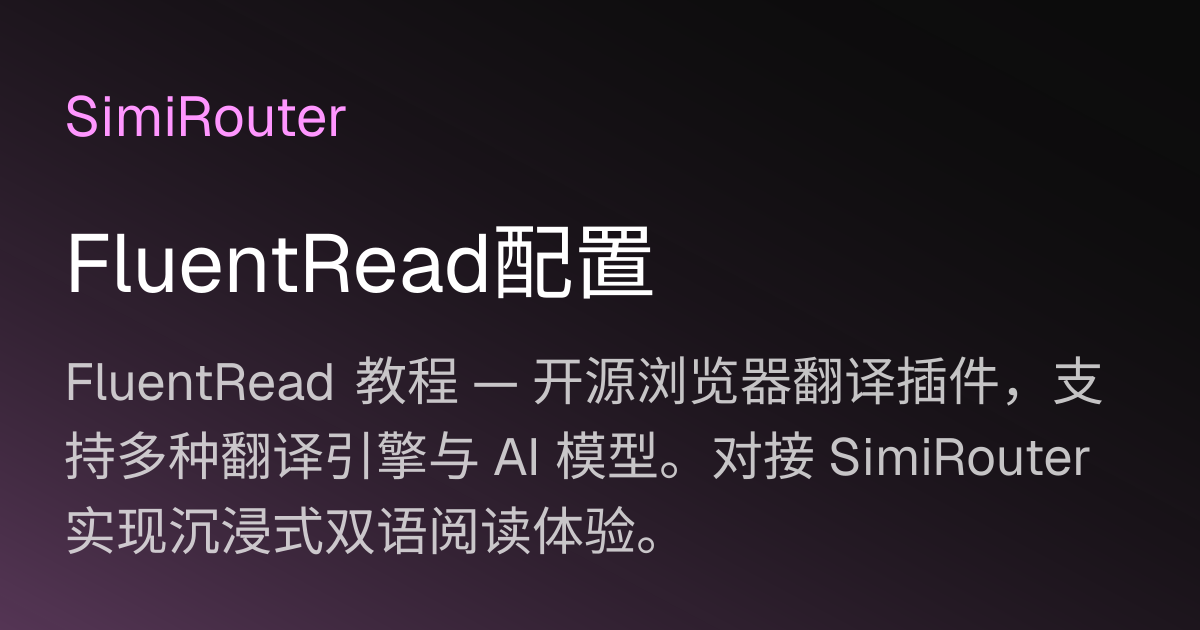 SimiRouter
FluentRead配置
FluentRead 教程 — 开源浏览器翻译插件，支
持多种翻译引擎与 AI 模型。对接 SimiRouter
实现沉浸式双语阅读体验。